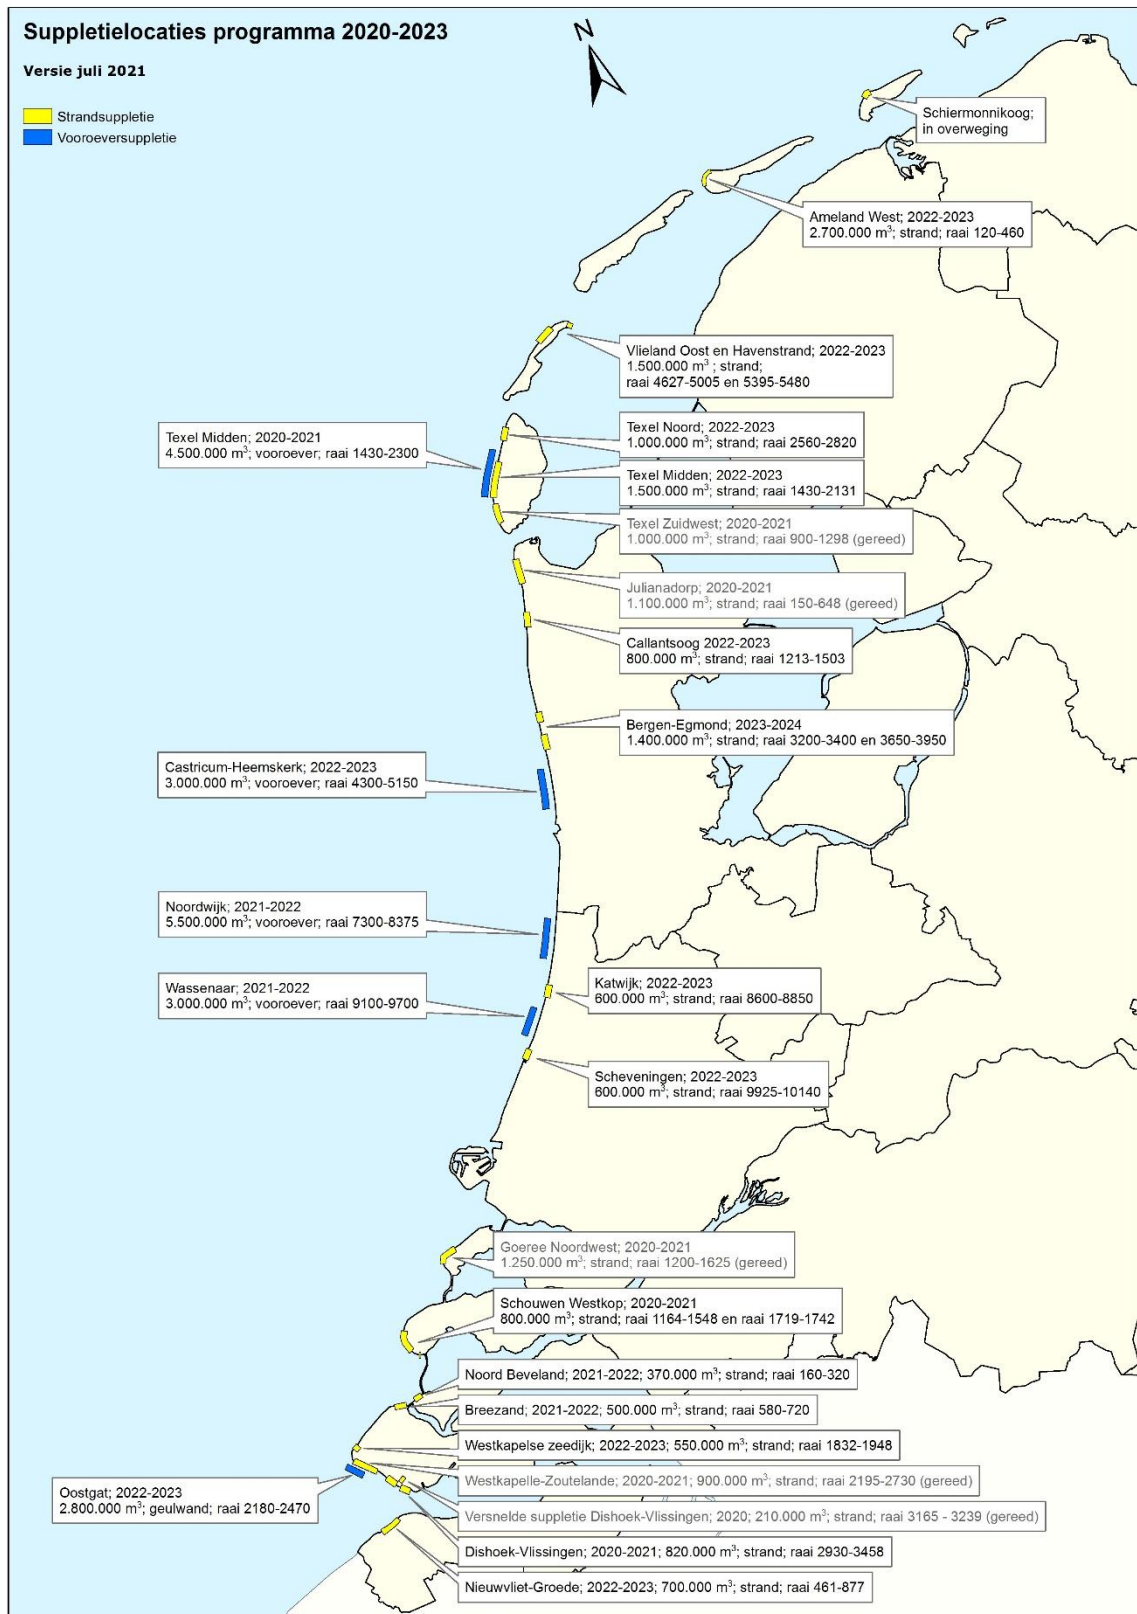 Suppletielocaties programma 2020-2023
Versie juli 2021
Strandsuppletie
Vooroeversuppletie
N
Schiermonnikoog;
in overweging
Ameland West; 2022-2023
2.700.000 m³; strand; raai 120-460
Vlieland Oost en Havenstrand; 2022-2023
1.500.000 m³ ; strand;
raai 4627-5005 en 5395-5480
Texel Midden; 2020-2021
4.500.000 m³; vooroever; raai 1430-2300
Texel Noord; 2022-2023
1.000.000 m³; strand; raai 2560-2820
Texel Midden; 2022-2023
1.500.000 m³; strand; raai 1430-2131
Texel Zuidwest; 2020-2021
1.000.000 m³; strand; raai 900-1298 (gereed)
Julianadorp; 2020-2021
1.100.000 m³; strand; raai 150-648 (gereed)
Callantsoog 2022-2023
800.000 m³; strand; raai 1213-1503
Bergen-Egmond; 2023-2024
1.400.000 m³; strand; raai 3200-3400 en 3650-3950
Castricum-Heemskerk; 2022-2023
3.000.000 m³; vooroever; raai 4300-5150
Noordwijk; 2021-2022
5.500.000 m³; vooroever; raai 7300-8375
Wassenaar; 2021-2022
3.000.000 m³; vooroever; raai 9100-9700
Katwijk; 2022-2023
600.000 m³; strand; raai 8600-8850
Scheveningen; 2022-2023
600.000 m³; strand; raai 9925-10140
Goeree Noordwest; 2020-2021
1.250.000 m³; strand; raai 1200-1625 (gereed)
Schouwen Westkop; 2020-2021
800.000 m³; strand; raai 1164-1548 en raai 1719-1742
Noord Beveland; 2021-2022; 370.000 m³; strand; raai 160-320
Breezand; 2021-2022; 500.000 m³; strand; raai 580-720
Westkapelse zeedijk; 2022-2023; 550.000 m³; strand; raai 1832-1948
Westkapelle-Zoutelande; 2020-2021; 900.000 m³; strand; raai 2195-2730 (gereed)
Oostgat; 2022-2023
2.800.000 m³; geulwand; raai 2180-2470
Versnelde suppletie Dishoek-Vlissingen; 2020; 210.000 m³; strand; raai 3165 - 3239 (gereed)
Dishoek-Vlissingen; 2020-2021; 820.000 m³; strand; raai 2930-3458
Nieuwvliet-Groede; 2022-2023; 700.000 m³; strand; raai 461-877